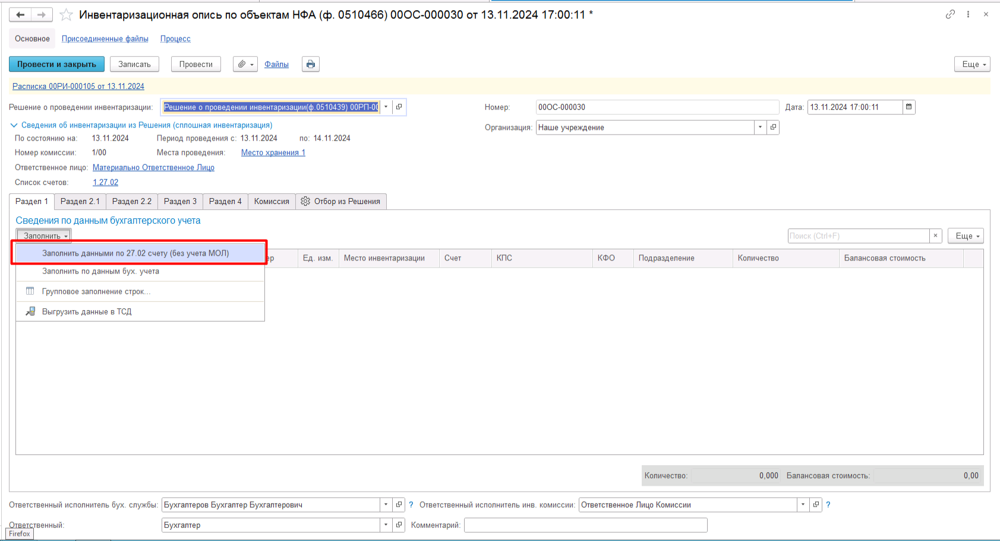 Инвентаризационная опись по объектам НФА (ф. 0510466) 00ОС-000030 от 13.11.2024 17:00:11 *
Основное Присоединенные файлы Процесс
Провести и закрыть Записать Провести Файлы Еще
Расписка 00РИ-000105 от 13.11.2024
Решение о проведении инвентаризации: Решение о проведении инвентаризации(ф.0510439) 00РП-00 Номер: 00ОС-000030 Дата: 13.11.2024 17:00:11
Сведения об инвентаризации из Решения (сплошная инвентаризация) Организация: Наше учреждение
По состоянию на: 13.11.2024 Период проведения с: 13.11.2024 по: 14.11.2024
Номер комиссии: 1/00 Места проведения: Место хранения 1
Ответственное лицо: Материально Ответственное Лицо
Список счетов: 1.27.02
Раздел 1 Раздел 2.1 Раздел 2.2 Раздел 3 Раздел 4 Комиссия Отбор из Решения
Сведения по данным бухгалтерского учета
Заполнить Поиск (Ctrl+F) × Еще
Заполнить данными по 27.02 счету (без учета МОЛ)
ер Ед. изм. Место инвентаризации Счет КПС КФО Подразделение Количество Балансовая стоимость
Заполнить по данным бух. учета
Групповое заполнение строк...
Выгрузить данные в ТСД
Количество: 0,000 Балансовая стоимость: 0,00
Ответственный исполнитель бух. службы: Бухгалтеров Бухгалтер Бухгалтерович ? Ответственный исполнитель инв. комиссии: Ответственное Лицо Комиссии ?
Ответственный: Бухгалтер Комментарий:
Firefox